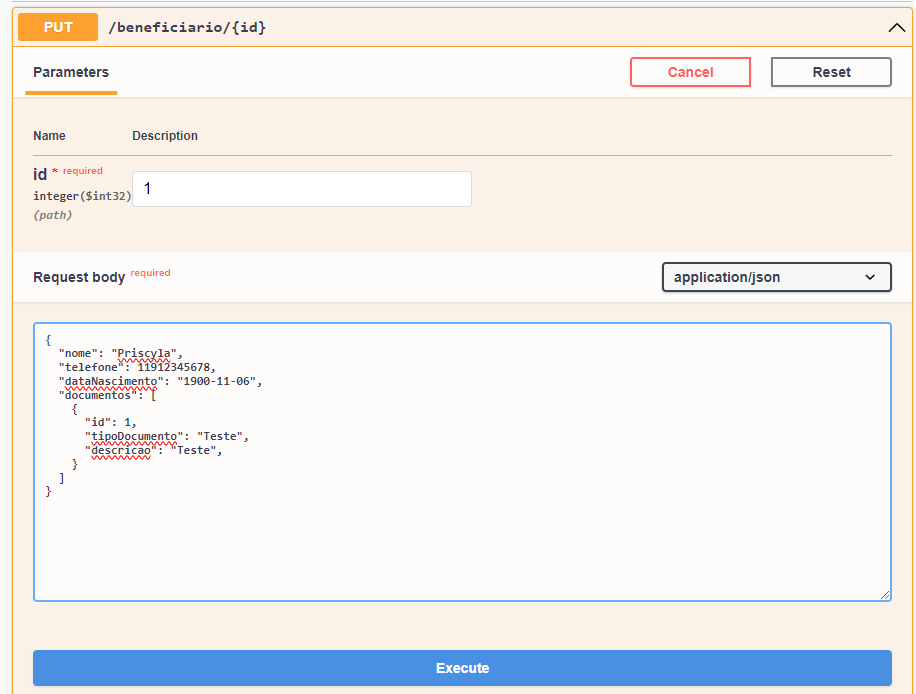 PUT /beneficiario/{id}
Parameters Cancel Reset
Name Description
id * required
integer($int32)
(path)
1
Request body required application/json
{
  "nome": "Priscyla",
  "telefone": 11912345678,
  "dataNascimento": "1900-11-06",
  "documentos": [
    {
      "id": 1,
      "tipoDocumento": "Teste",
      "descricao": "Teste",
    }
  ]
}
Execute